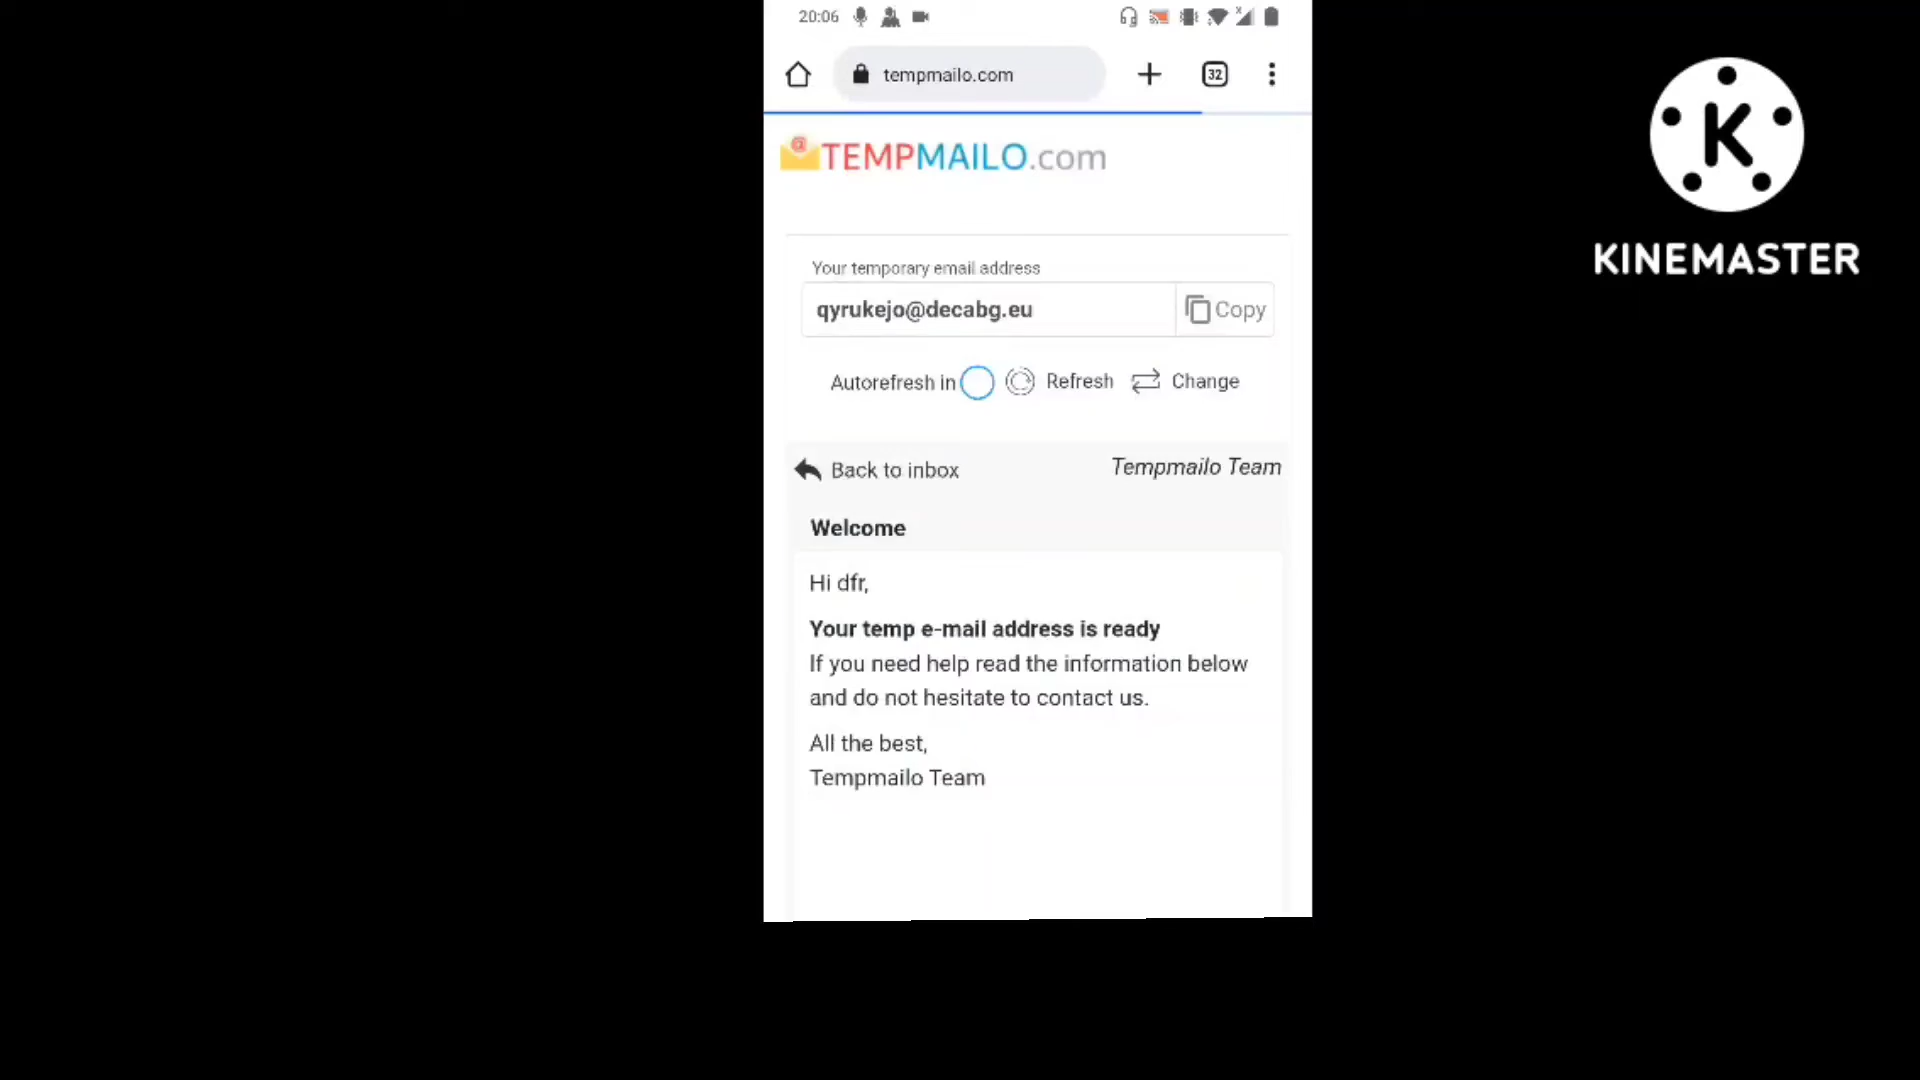 20:06
tempmailo.com
32
TEMPMAILO.com
KINEMASTER
Your temporary email address
qyrukejo@decabg.eu
Copy
Autorefresh in
Refresh
Change
Back to inbox
Tempmailo Team
Welcome
Hi dfr,
Your temp e-mail address is ready
If you need help read the information below
and do not hesitate to contact us.
All the best,
Tempmailo Team